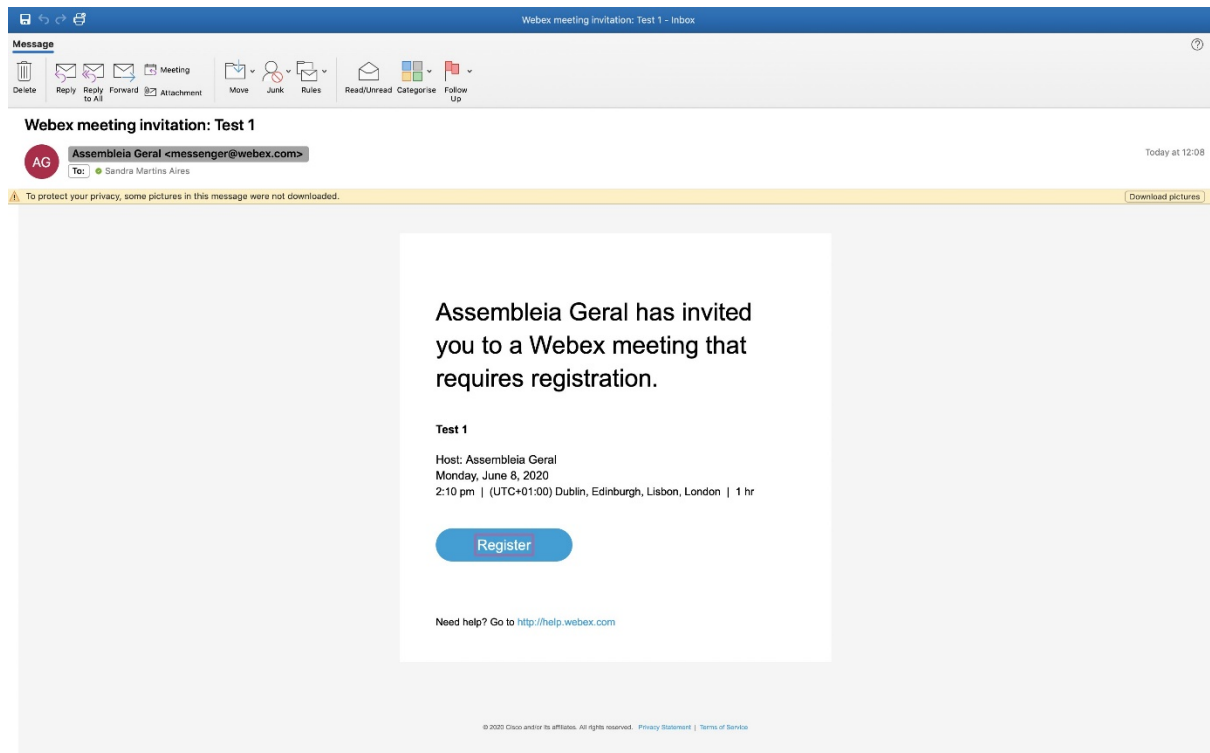 Webex meeting invitation: Test 1 - Inbox
Message
Delete
Reply
Reply to All
Forward
Meeting
Attachment
Move
Junk
Rules
Read/Unread
Categorise
Follow Up
Webex meeting invitation: Test 1
AG
Assembleia Geral <messenger@webex.com>
Today at 12:08
To: Sandra Martins Aires
To protect your privacy, some pictures in this message were not downloaded.
Download pictures
Assembleia Geral has invited
you to a Webex meeting that
requires registration.
Test 1
Host: Assembleia Geral
Monday, June 8, 2020
2:10 pm | (UTC+01:00) Dublin, Edinburgh, Lisbon, London | 1 hr
Register
Need help? Go to http://help.webex.com
© 2020 Cisco and/or its affiliates. All rights reserved. Privacy Statement | Terms of Service